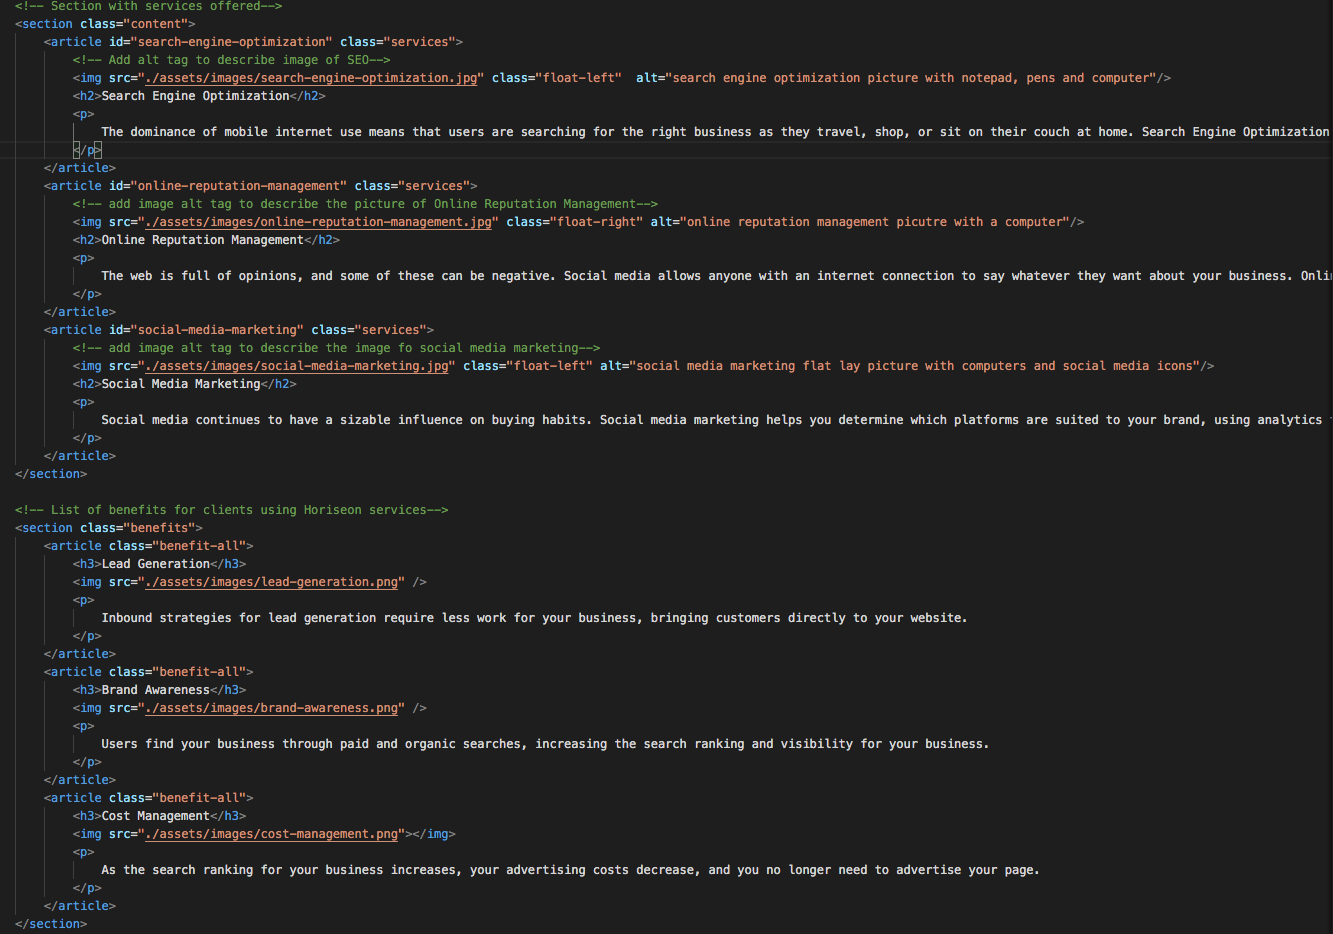 <!-- Section with services offered-->
<section class="content">
<article id="search-engine-optimization" class="services">
<!-- Add alt tag to describe image of SEO-->
<img src="./assets/images/search-engine-optimization.jpg" class="float-left"  alt="search engine optimization picture with notepad, pens and computer"/>
<h2>Search Engine Optimization</h2>
<p>
The dominance of mobile internet use means that users are searching for the right business as they travel, shop, or sit on their couch at home. Search Engine Optimization
</p>
</article>
<article id="online-reputation-management" class="services">
<!-- add image alt tag to describe the picture of Online Reputation Management-->
<img src="./assets/images/online-reputation-management.jpg" class="float-right" alt="online reputation management picutre with a computer"/>
<h2>Online Reputation Management</h2>
<p>
The web is full of opinions, and some of these can be negative. Social media allows anyone with an internet connection to say whatever they want about your business. Onli
</p>
</article>
<article id="social-media-marketing" class="services">
<!-- add image alt tag to describe the image fo social media marketing-->
<img src="./assets/images/social-media-marketing.jpg" class="float-left" alt="social media marketing flat lay picture with computers and social media icons"/>
<h2>Social Media Marketing</h2>
<p>
Social media continues to have a sizable influence on buying habits. Social media marketing helps you determine which platforms are suited to your brand, using analytics
</p>
</article>
</section>
<!-- List of benefits for clients using Horiseon services-->
<section class="benefits">
<article class="benefit-all">
<h3>Lead Generation</h3>
<img src="./assets/images/lead-generation.png" />
<p>
Inbound strategies for lead generation require less work for your business, bringing customers directly to your website.
</p>
</article>
<article class="benefit-all">
<h3>Brand Awareness</h3>
<img src="./assets/images/brand-awareness.png" />
<p>
Users find your business through paid and organic searches, increasing the search ranking and visibility for your business.
</p>
</article>
<article class="benefit-all">
<h3>Cost Management</h3>
<img src="./assets/images/cost-management.png"></img>
<p>
As the search ranking for your business increases, your advertising costs decrease, and you no longer need to advertise your page.
</p>
</article>
</section>